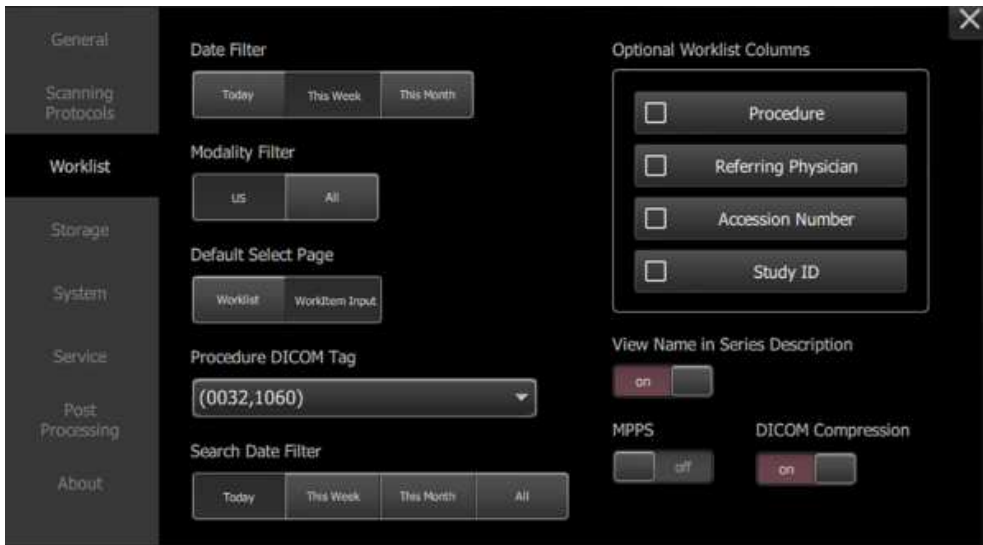 General
Scanning
Protocols
Worklist
Storage
System
Service
Post
Processing
About
Date Filter
Today This Week This Month
Modality Filter
US All
Default Select Page
Worklist WorkItem Input
Procedure DICOM Tag
(0032,1060)
Search Date Filter
Today This Week This Month All
Optional Worklist Columns
Procedure
Referring Physician
Accession Number
Study ID
View Name in Series Description
on
MPPS DICOM Compression
off on